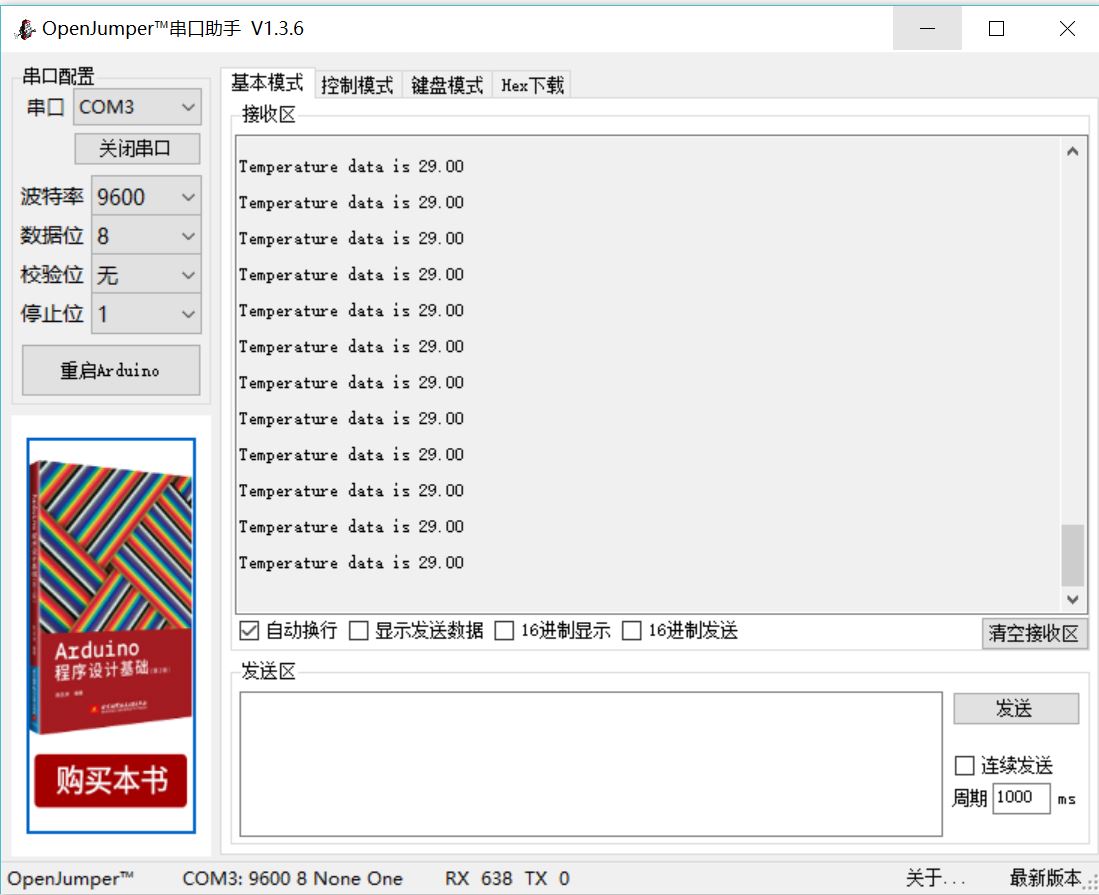 OpenJumper™串口助手 V1.3.6
串口配置
串口 COM3
关闭串口
波特率 9600
数据位 8
校验位 无
停止位 1
重启Arduino
Arduino
程序设计基础
购买本书
基本模式 控制模式 键盘模式 Hex下载
接收区
Temperature data is 29.00
Temperature data is 29.00
Temperature data is 29.00
Temperature data is 29.00
Temperature data is 29.00
Temperature data is 29.00
Temperature data is 29.00
Temperature data is 29.00
Temperature data is 29.00
Temperature data is 29.00
Temperature data is 29.00
Temperature data is 29.00
自动换行 显示发送数据 16进制显示 16进制发送 清空接收区
发送区
发送
连续发送
周期 1000 ms
OpenJumper™ COM3: 9600 8 None One RX 638 TX 0 关于... 最新版本